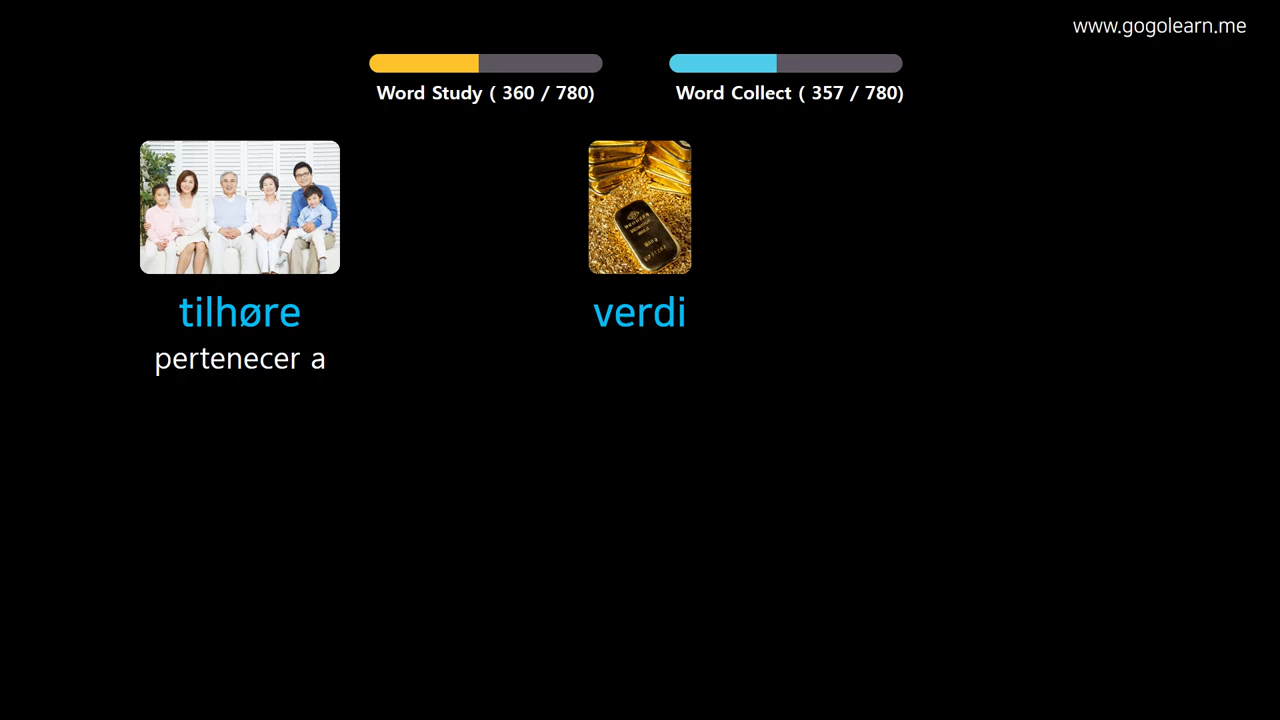 www.gogolearn.me
Word Study ( 360 / 780)
Word Collect ( 357 / 780)
tilhøre
verdi
pertenecer a